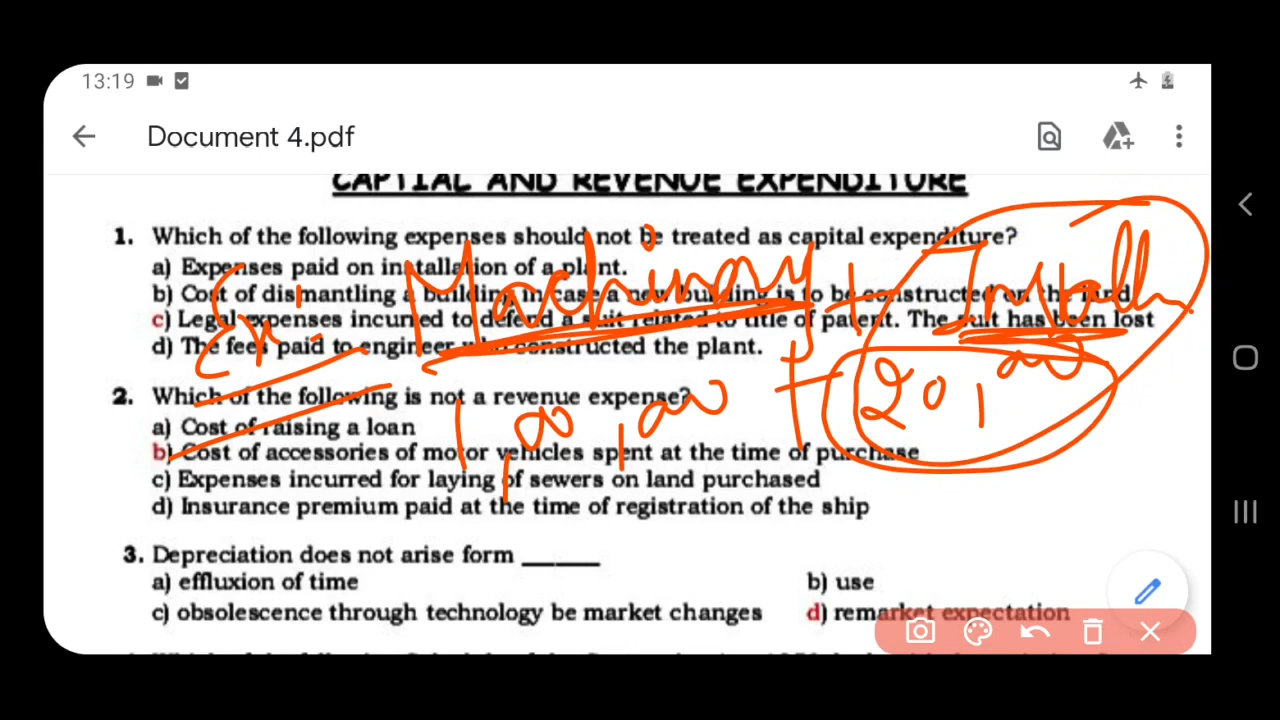 13:19
Document 4.pdf
CAPTIAL AND REVENUE EXPENDITURE
1. Which of the following expenses should not be treated as capital expenditure?
a) Expenses paid on installation of a plant.
b) Cost of dismantling a building in case a new building is to be constructed on the land
c) Legal expenses incurred to defend a suit related to title of patent. The suit has been lost
d) The fees paid to engineer who constructed the plant.
Ex: Machinary + Install
1,00,000 + 20,000
2. Which of the following is not a revenue expense?
a) Cost of raising a loan
b) Cost of accessories of motor vehicles spent at the time of purchase
c) Expenses incurred for laying of sewers on land purchased
d) Insurance premium paid at the time of registration of the ship
3. Depreciation does not arise form ______
a) effluxion of time b) use
c) obsolescence through technology be market changes d) remarket expectation